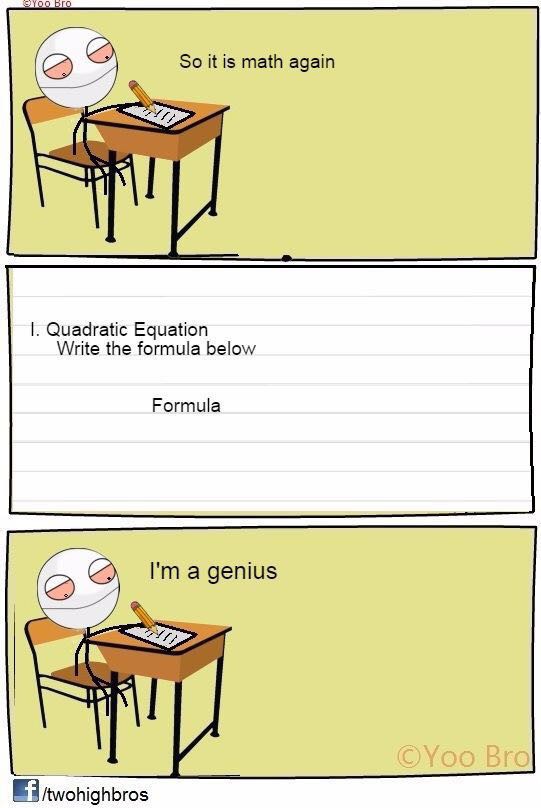 ©Yoo Bro
So it is math again
I. Quadratic Equation
Write the formula below
Formula
I'm a genius
©Yoo Bro
f /twohighbros